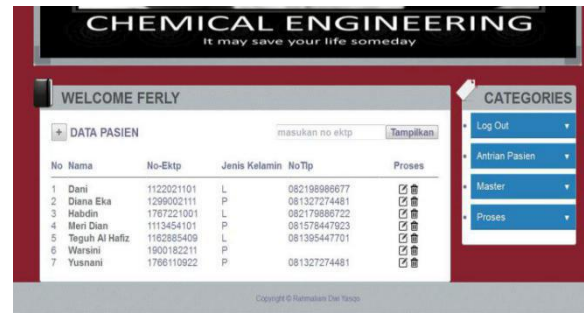 CHEMICAL ENGINEERING
It may save your life someday
WELCOME FERLY
+ DATA PASIEN masukan no ektp Tampilkan
No Nama No-Ektp Jenis Kelamin NoTlp Proses
1 Dani 1122021101 L 082198986677
2 Diana Eka 1299002111 P 081327274481
3 Habdin 1767221001 L 082179886722
4 Meri Dian 1113454101 P 081578447923
5 Teguh Al Hafiz 1162885409 L 081395447701
6 Warsini 1900182211 P
7 Yusnani 1766110922 P 081327274481
CATEGORIES
Log Out
Antrian Pasien
Master
Proses
Copyright ©